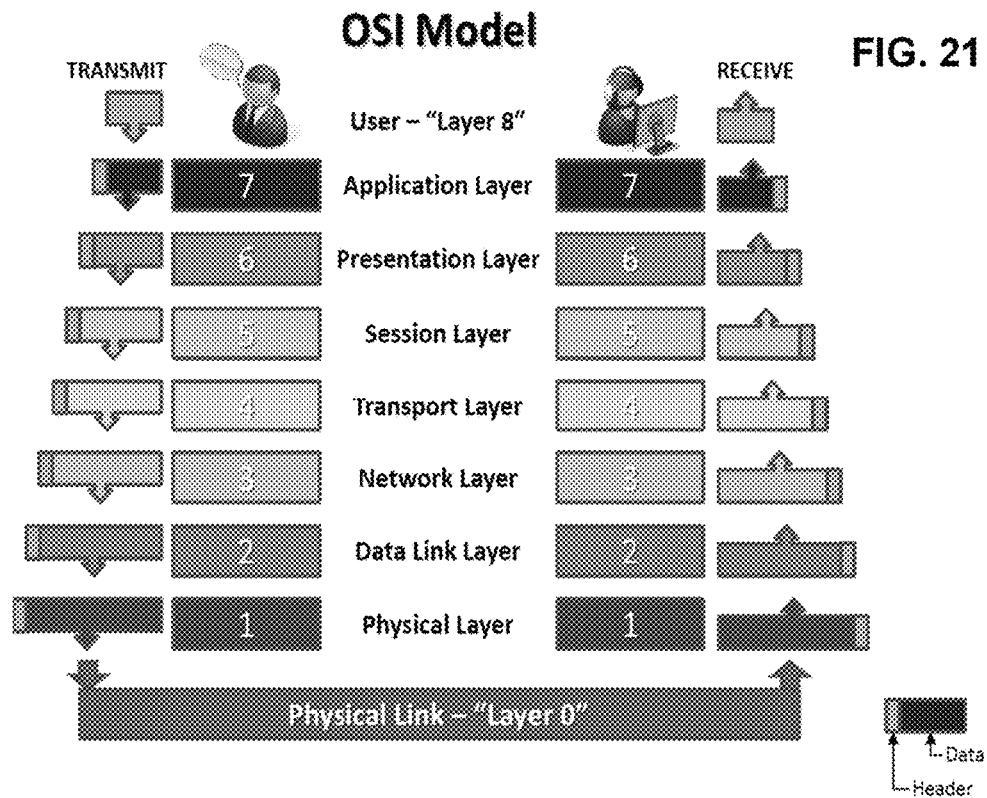 OSI Model
FIG. 21
TRANSMIT
RECEIVE
User – "Layer 8"
7 Application Layer 7
6 Presentation Layer 6
5 Session Layer 5
4 Transport Layer 4
3 Network Layer 3
2 Data Link Layer 2
1 Physical Layer 1
Physical Link – "Layer 0"
Data
Header